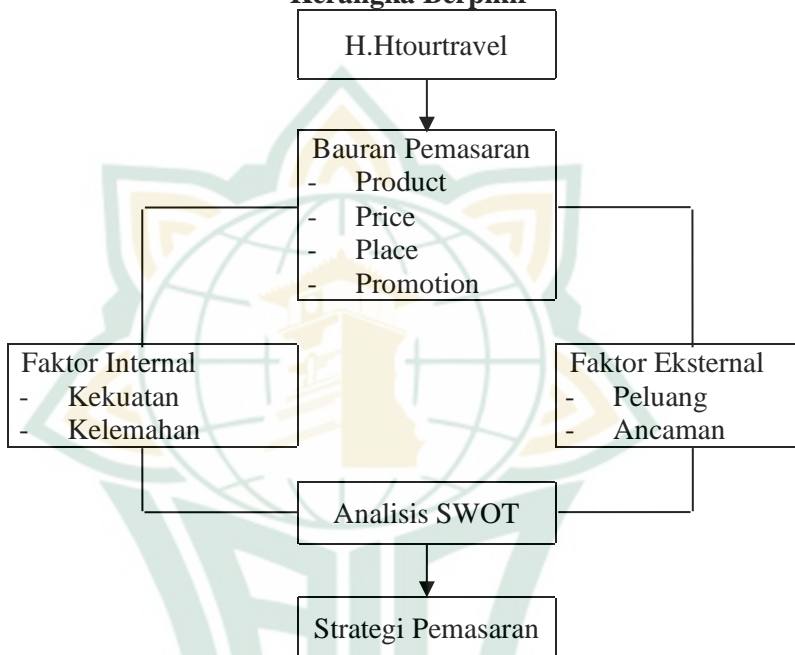 Kerangka Berpikir
H.Htourtravel
Bauran Pemasaran
- Product
- Price
- Place
- Promotion
Faktor Internal
- Kekuatan
- Kelemahan
Faktor Eksternal
- Peluang
- Ancaman
Analisis SWOT
Strategi Pemasaran